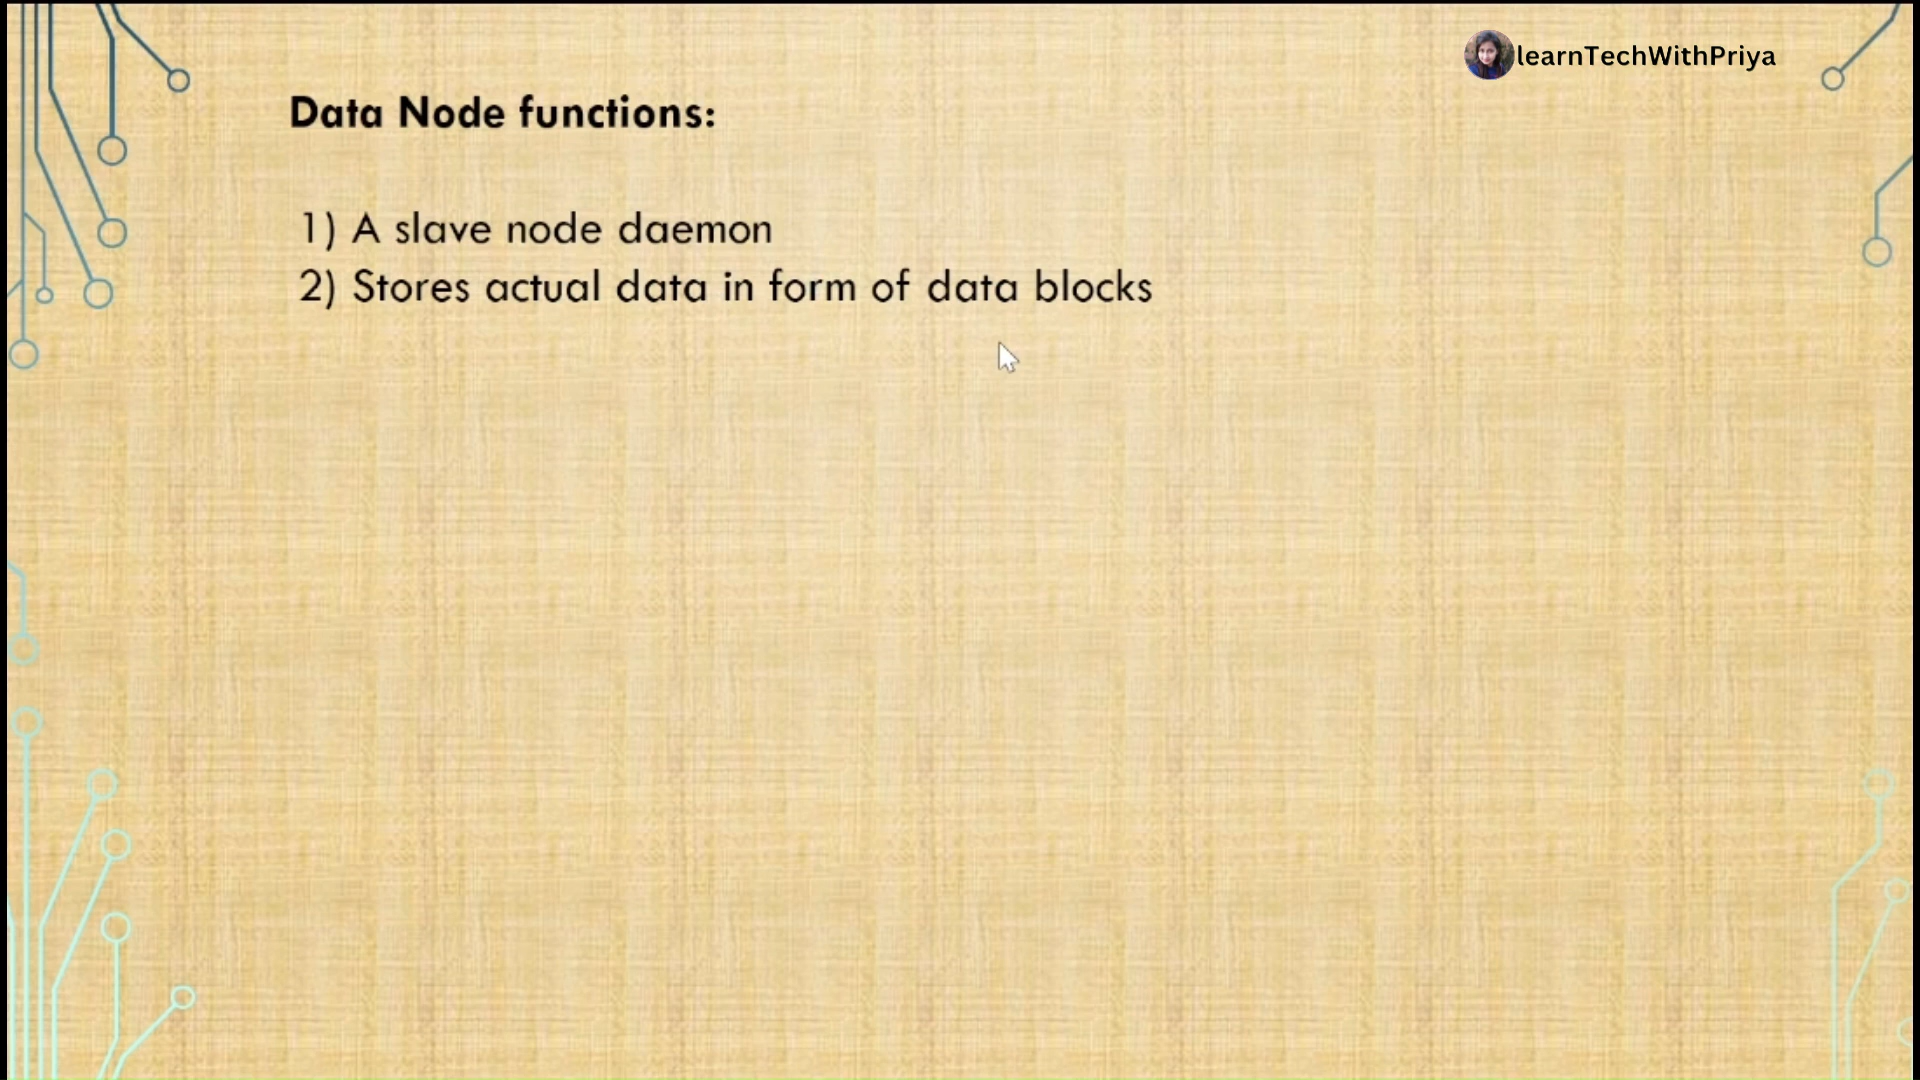 learnTechWithPriya
Data Node functions:
1) A slave node daemon
2) Stores actual data in form of data blocks